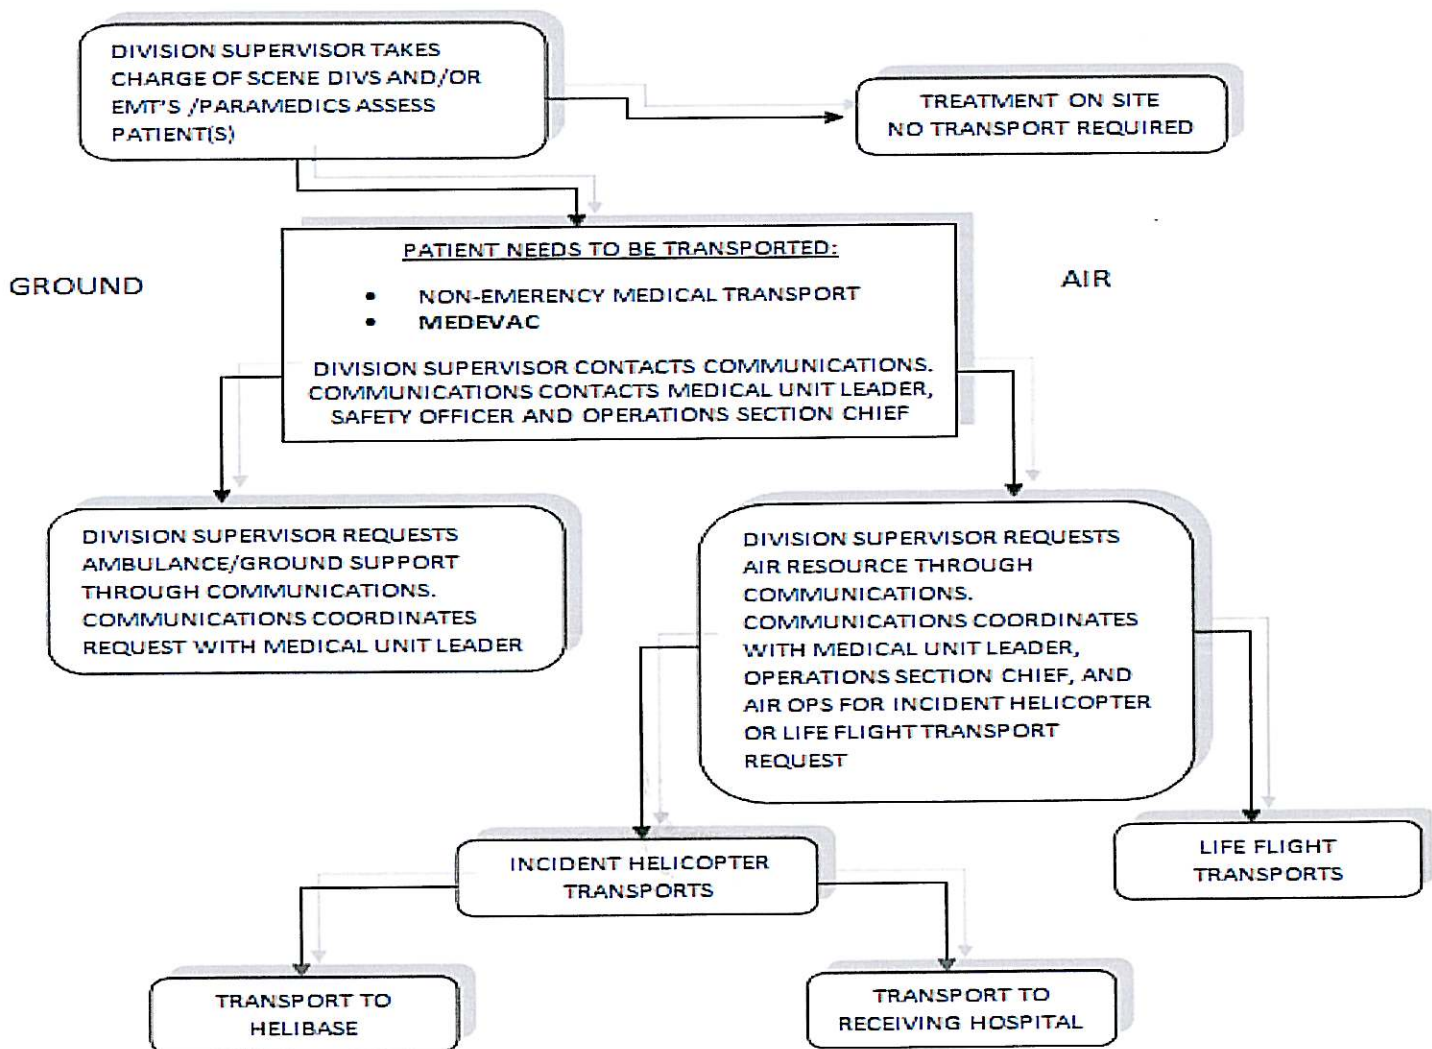 DIVISION SUPERVISOR TAKES
CHARGE OF SCENE DIVS AND/OR
EMT'S /PARAMEDICS ASSESS
PATIENT(S)
TREATMENT ON SITE
NO TRANSPORT REQUIRED
PATIENT NEEDS TO BE TRANSPORTED:
• NON-EMERENCY MEDICAL TRANSPORT
• MEDEVAC
DIVISION SUPERVISOR CONTACTS COMMUNICATIONS.
COMMUNICATIONS CONTACTS MEDICAL UNIT LEADER,
SAFETY OFFICER AND OPERATIONS SECTION CHIEF
GROUND
AIR
DIVISION SUPERVISOR REQUESTS
AMBULANCE/GROUND SUPPORT
THROUGH COMMUNICATIONS.
COMMUNICATIONS COORDINATES
REQUEST WITH MEDICAL UNIT LEADER
DIVISION SUPERVISOR REQUESTS
AIR RESOURCE THROUGH
COMMUNICATIONS.
COMMUNICATIONS COORDINATES
WITH MEDICAL UNIT LEADER,
OPERATIONS SECTION CHIEF, AND
AIR OPS FOR INCIDENT HELICOPTER
OR LIFE FLIGHT TRANSPORT
REQUEST
INCIDENT HELICOPTER
TRANSPORTS
LIFE FLIGHT
TRANSPORTS
TRANSPORT TO
HELIBASE
TRANSPORT TO
RECEIVING HOSPITAL